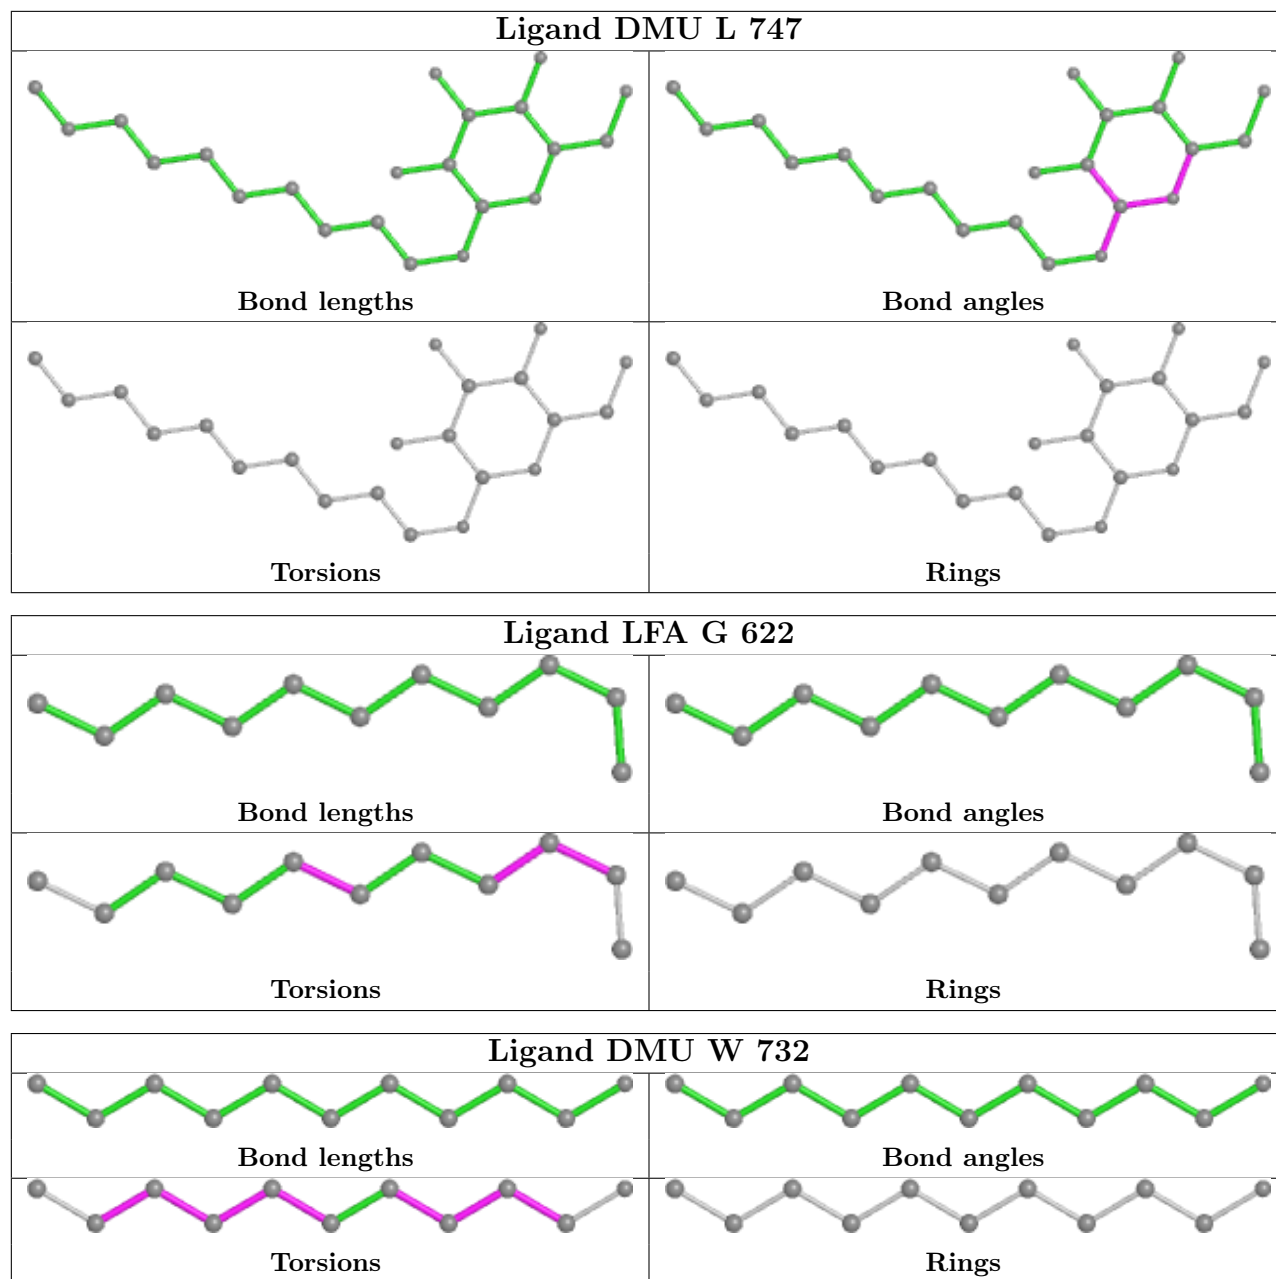 Ligand DMU L 747
Bond lengths
Bond angles
Torsions
Rings
Ligand LFA G 622
Bond lengths
Bond angles
Torsions
Rings
Ligand DMU W 732
Bond lengths
Bond angles
Torsions
Rings